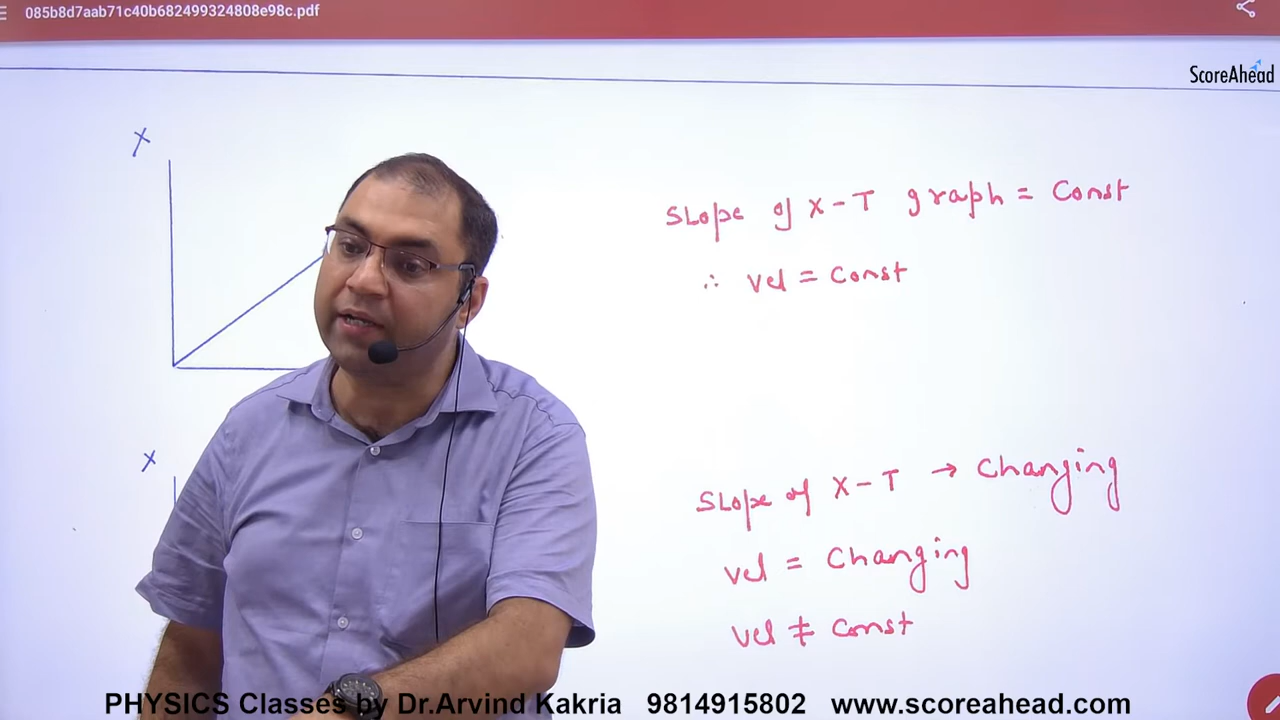 085b8d7aab71c40b682499324808e98c.pdf
ScoreAhead
X
Slope of X-T graph = Const
∴ vel = Const
X
Slope of X-T → Changing
vel = Changing
vel ≠ Const
PHYSICS Classes by Dr.Arvind Kakria 9814915802 www.scoreahead.com